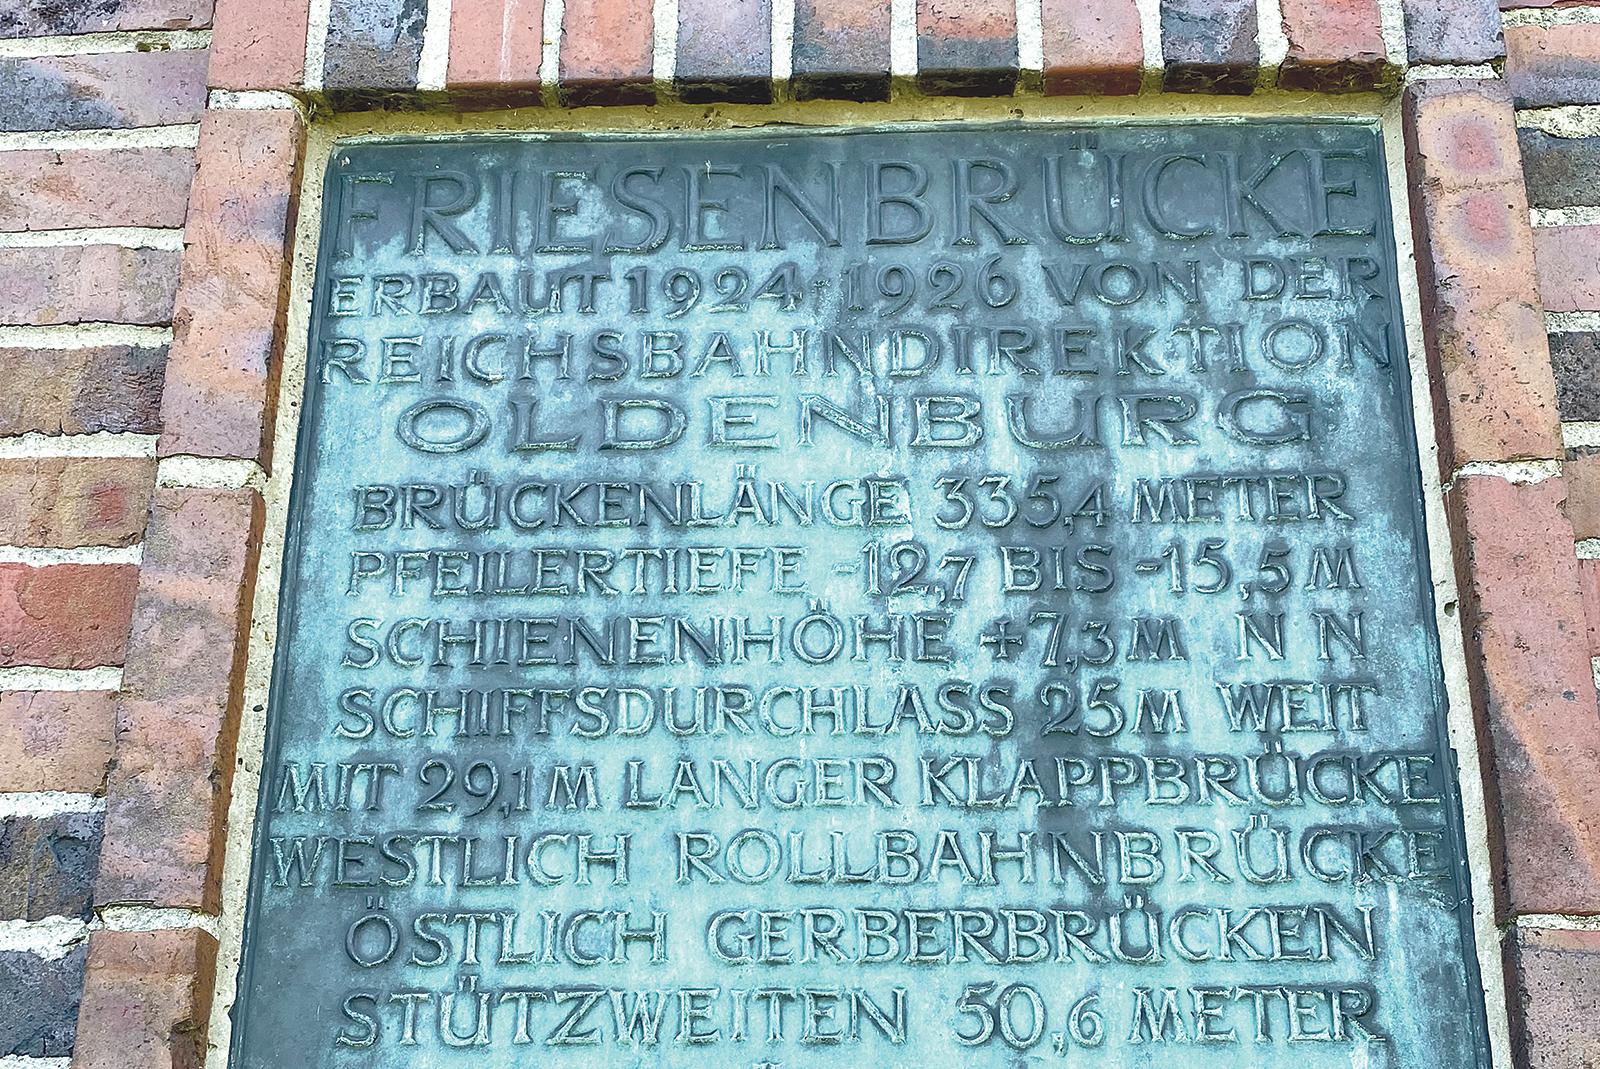 FRIESENBRÜCKE
ERBAUT 1924-1926 VON DER
REICHSBAHNDIREKTION
OLDENBURG
BRÜCKENLÄNGE 335,4 METER
PFEILERTIEFE -12,7 BIS -15,5 M
SCHIENENHÖHE +7,3 M N N
SCHIFFSDURCHLASS 25 M WEIT
MIT 29,1 M LANGER KLAPPBRÜCKE
WESTLICH ROLLBAHNBRÜCKE
ÖSTLICH GERBERBRÜCKEN
STÜTZWEITEN 50,6 METER